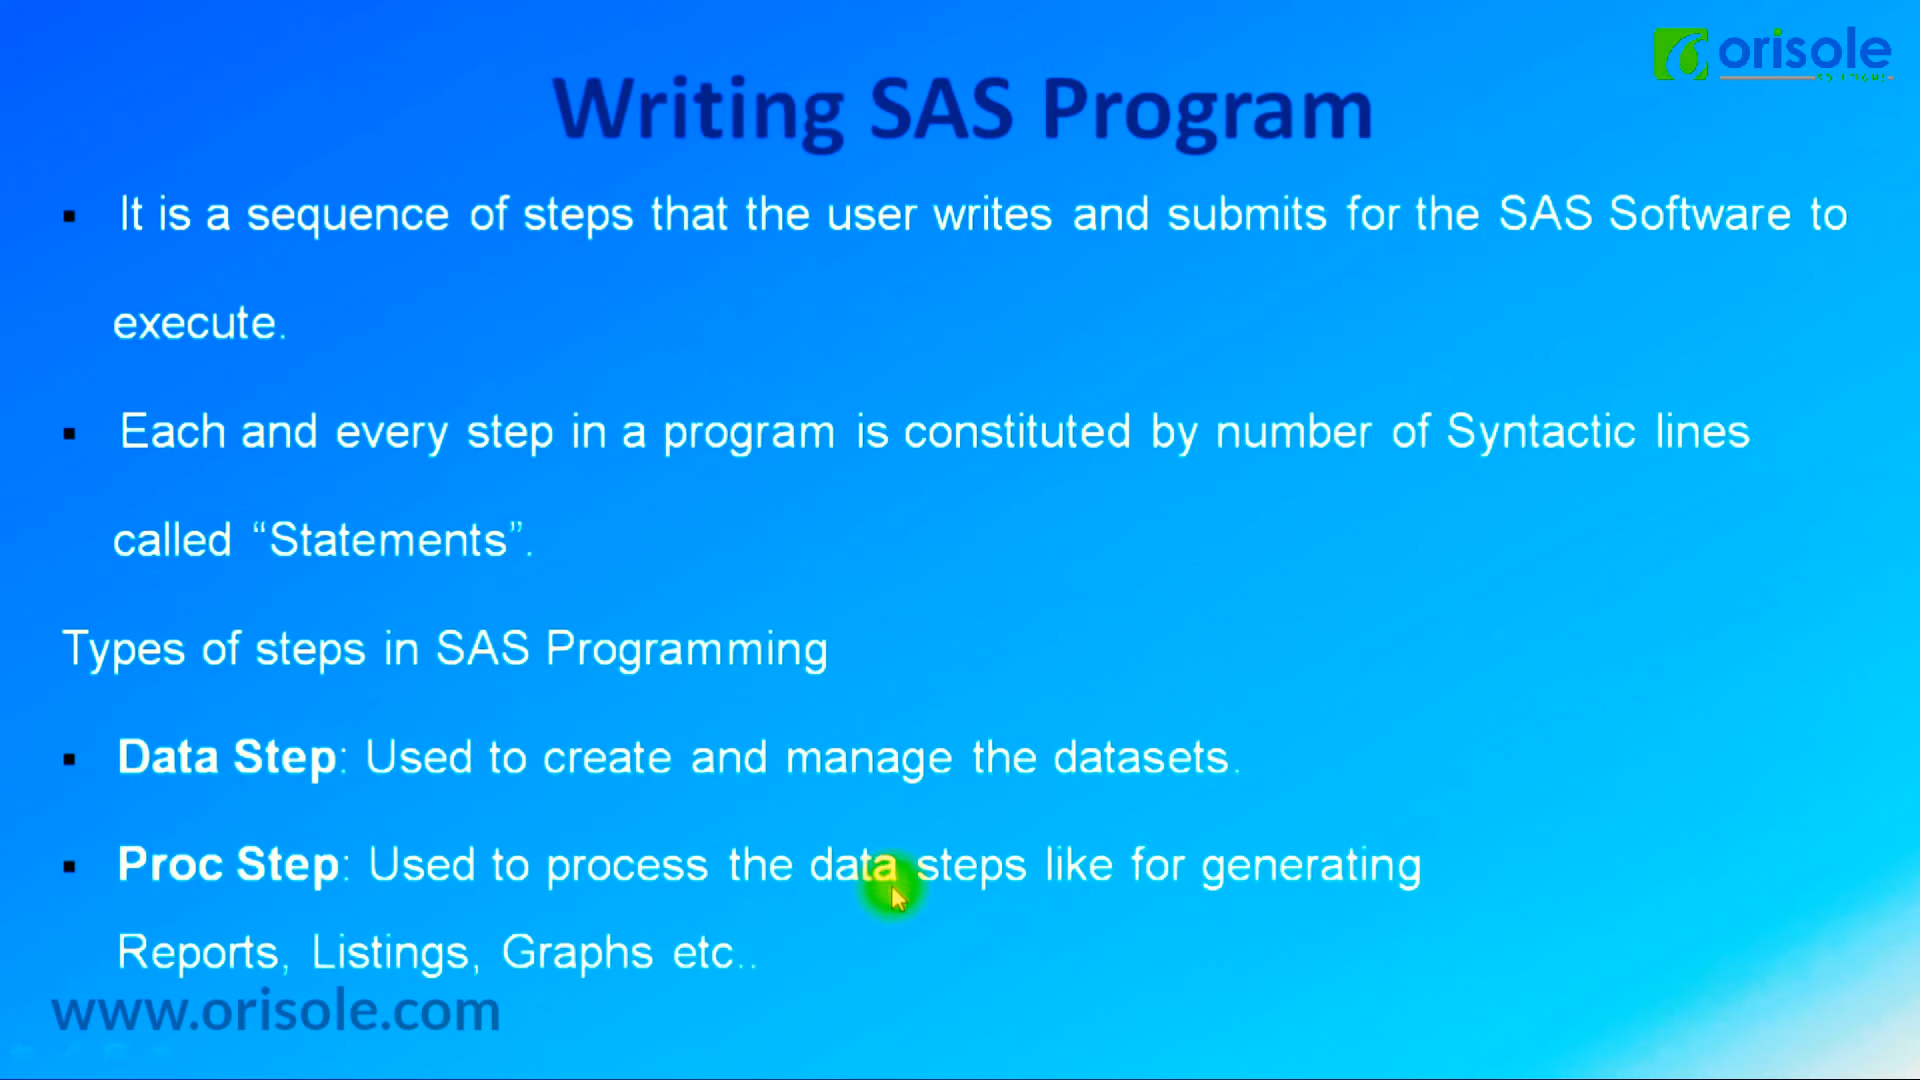 orisole
Writing SAS Program
▪ It is a sequence of steps that the user writes and submits for the SAS Software to
execute.
▪ Each and every step in a program is constituted by number of Syntactic lines
called “Statements”.
Types of steps in SAS Programming
▪ Data Step: Used to create and manage the datasets.
▪ Proc Step: Used to process the data steps like for generating
Reports, Listings, Graphs etc..
www.orisole.com